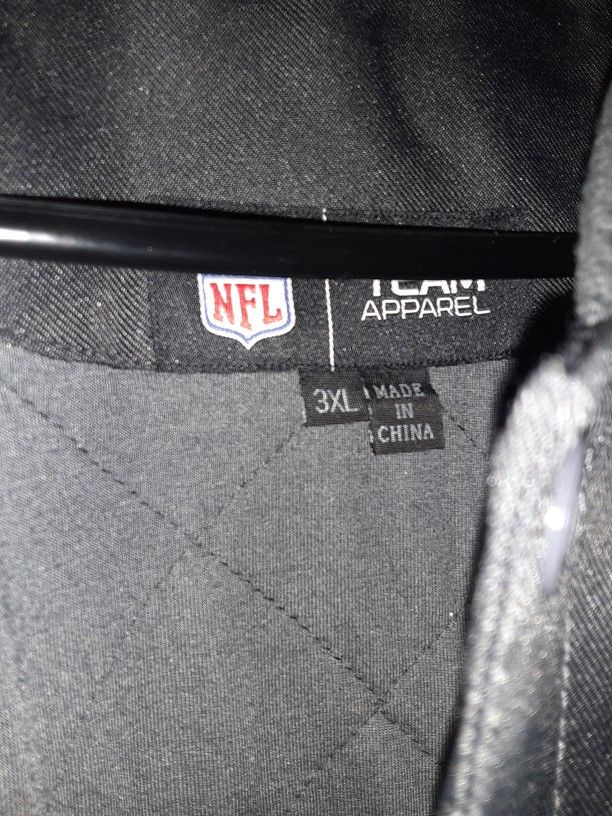 NFL
TEAM
APPAREL
3XL
MADE
IN
CHINA